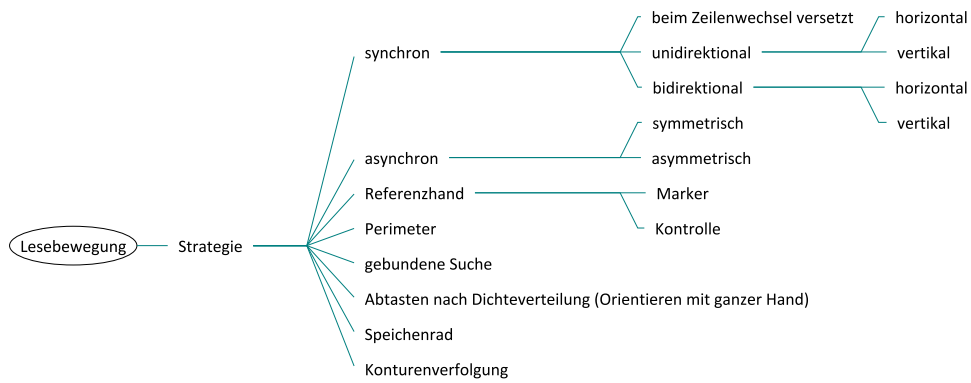 beim Zeilenwechsel versetzt
horizontal
synchron
unidirektional
vertikal
bidirektional
horizontal
vertikal
symmetrisch
asynchron
asymmetrisch
Referenzhand
Marker
Perimeter
Kontrolle
Lesebewegung
Strategie
gebundene Suche
Abtasten nach Dichteverteilung (Orientieren mit ganzer Hand)
Speichenrad
Konturenverfolgung